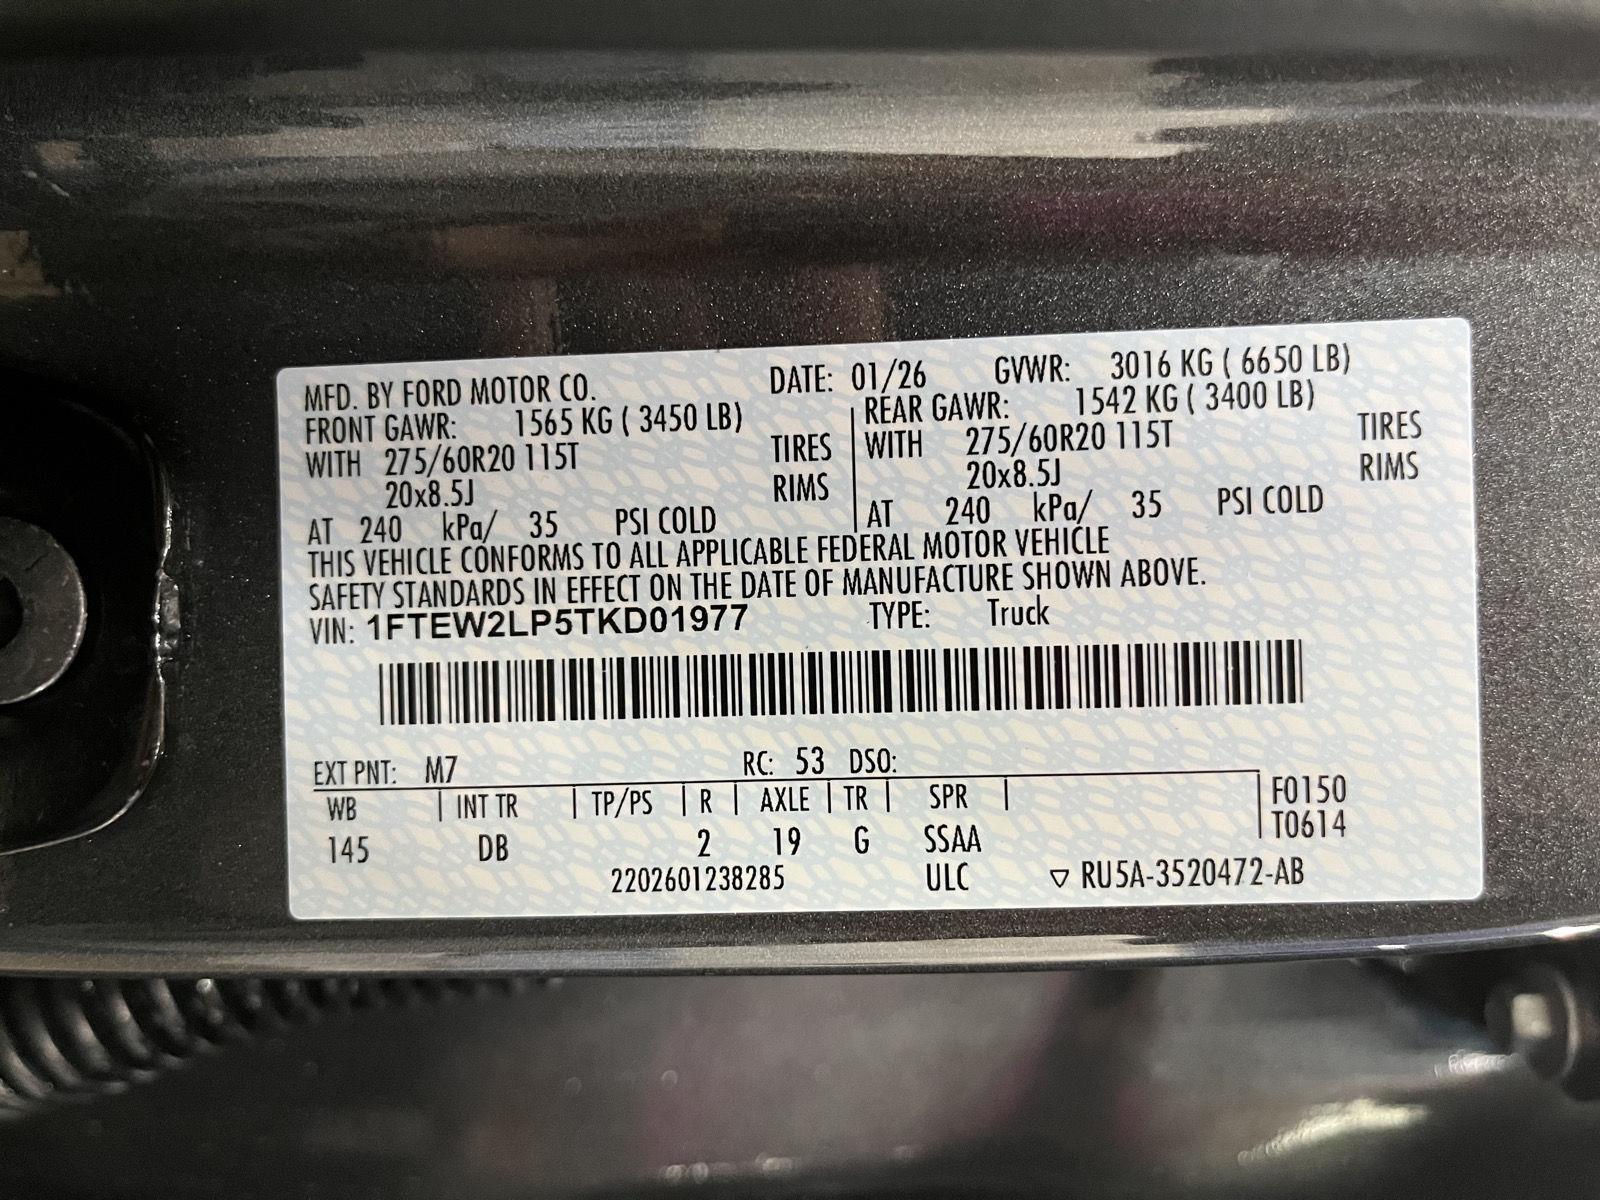 MFD. BY FORD MOTOR CO. DATE: 01/26 GVWR: 3016 KG ( 6650 LB)
FRONT GAWR: 1565 KG ( 3450 LB) REAR GAWR: 1542 KG ( 3400 LB)
WITH 275/60R20 115T TIRES WITH 275/60R20 115T TIRES
20x8.5J RIMS 20x8.5J RIMS
AT 240 kPa/ 35 PSI COLD AT 240 kPa/ 35 PSI COLD
THIS VEHICLE CONFORMS TO ALL APPLICABLE FEDERAL MOTOR VEHICLE
SAFETY STANDARDS IN EFFECT ON THE DATE OF MANUFACTURE SHOWN ABOVE.
VIN: 1FTEW2LP5TKD01977 TYPE: Truck
EXT PNT: M7 RC: 53 DSO:
WB | INT TR | TP/PS | R | AXLE | TR | SPR | F0150
145 DB 2 19 G SSAA T0614
2202601238285 ULC ▽ RU5A-3520472-AB